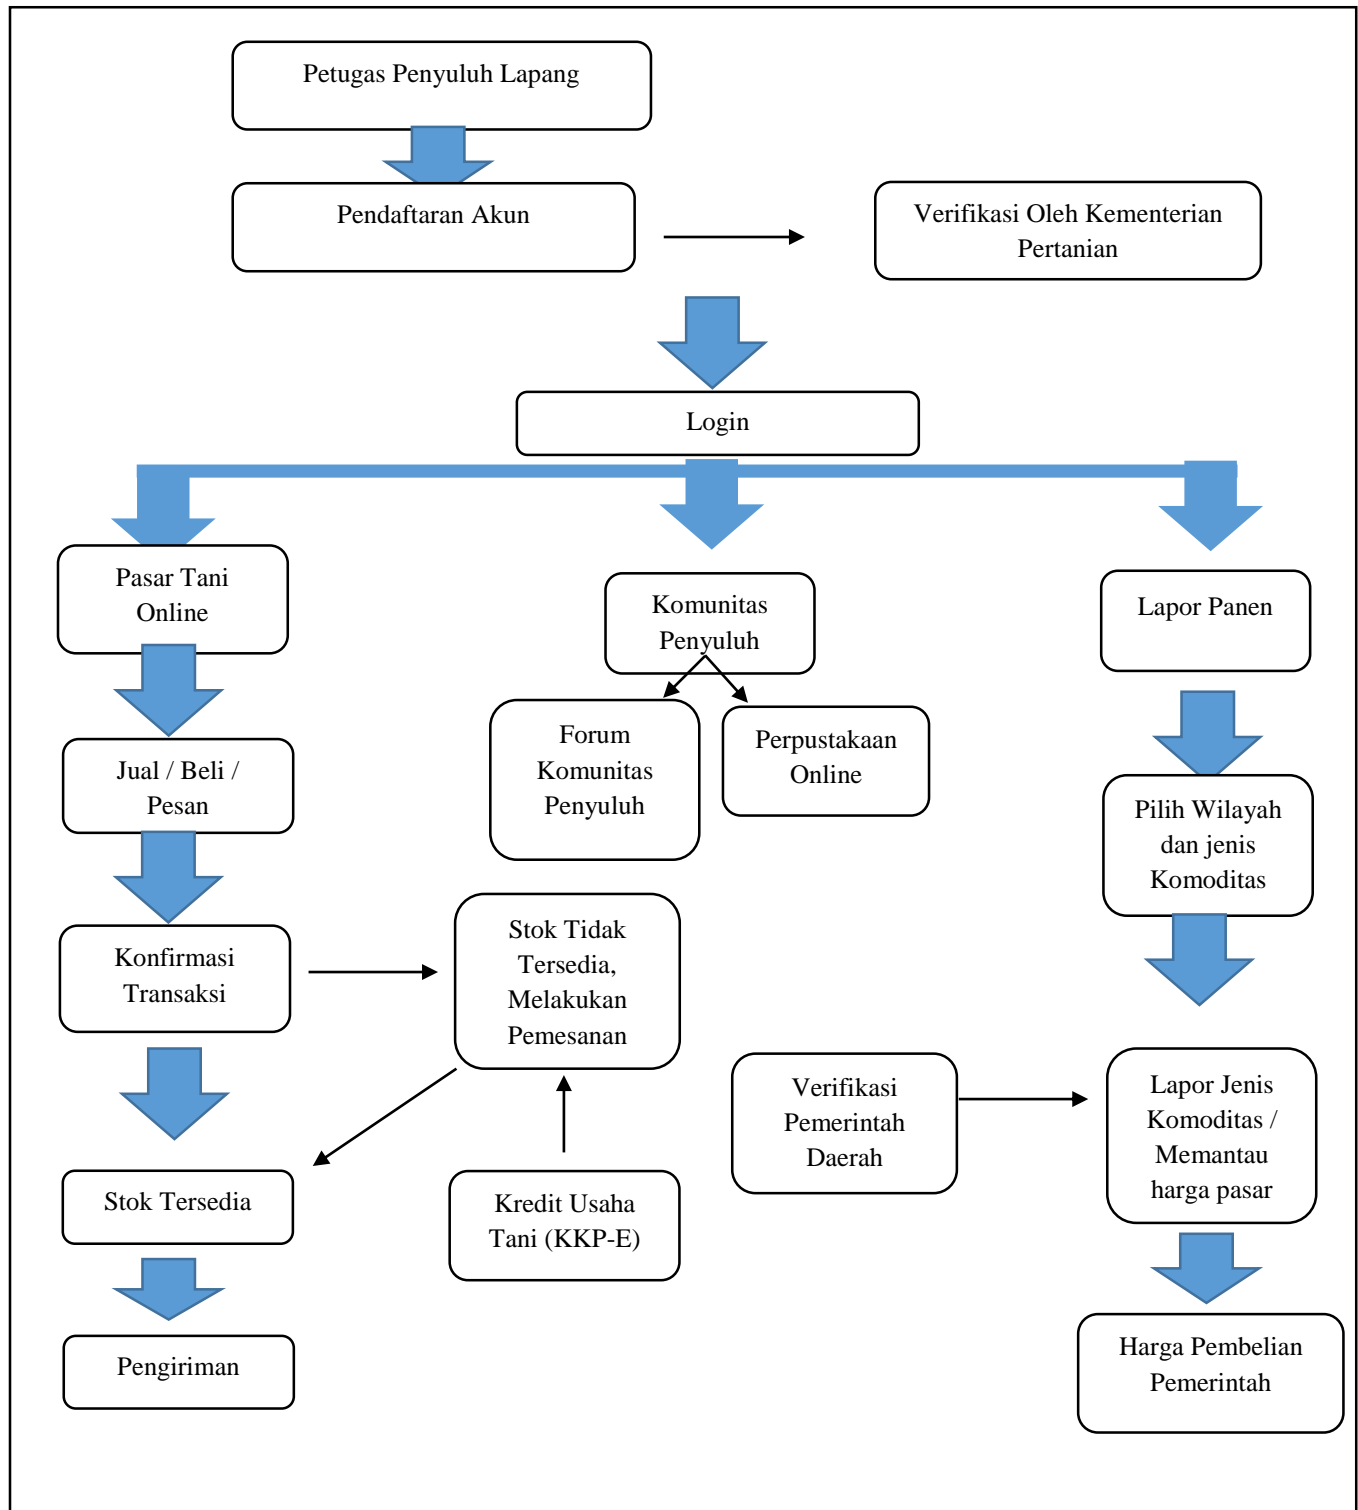 Petugas Penyuluh Lapang
Pendaftaran Akun
Verifikasi Oleh Kementerian
Pertanian
Login
Pasar Tani
Online
Komunitas
Penyuluh
Lapor Panen
Forum
Komunitas
Penyuluh
Perpustakaan
Online
Jual / Beli /
Pesan
Pilih Wilayah
dan jenis
Komoditas
Konfirmasi
Transaksi
Stok Tidak
Tersedia,
Melakukan
Pemesanan
Verifikasi
Pemerintah
Daerah
Lapor Jenis
Komoditas /
Memantau
harga pasar
Stok Tersedia
Kredit Usaha
Tani (KKP-E)
Pengiriman
Harga Pembelian
Pemerintah